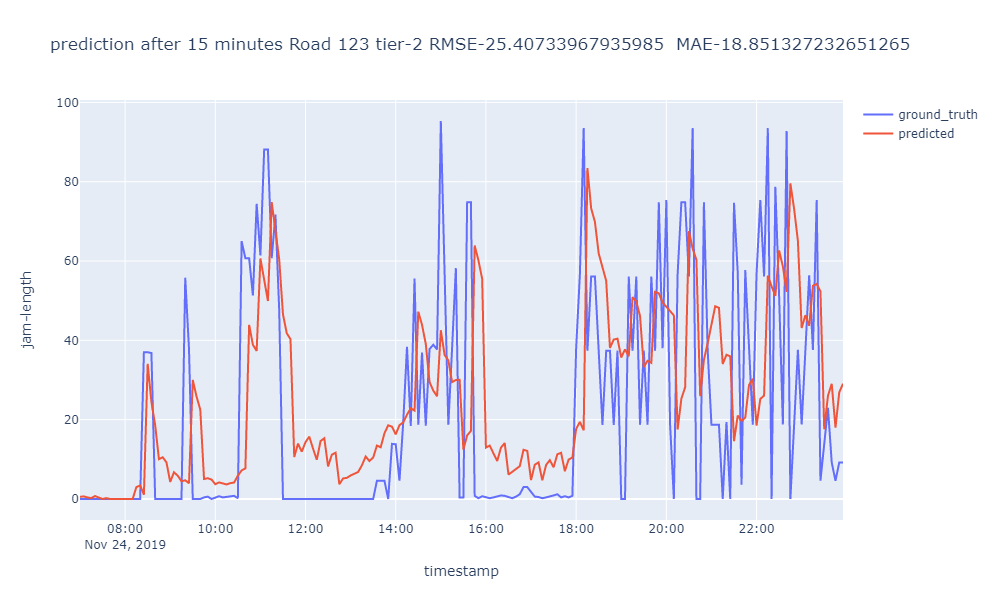 prediction after 15 minutes Road 123 tier-2 RMSE-25.40733967935985  MAE-18.851327232651265
ground_truth
predicted
100
80
60
40
20
0
jam-length
08:00 10:00 12:00 14:00 16:00 18:00 20:00 22:00
Nov 24, 2019
timestamp